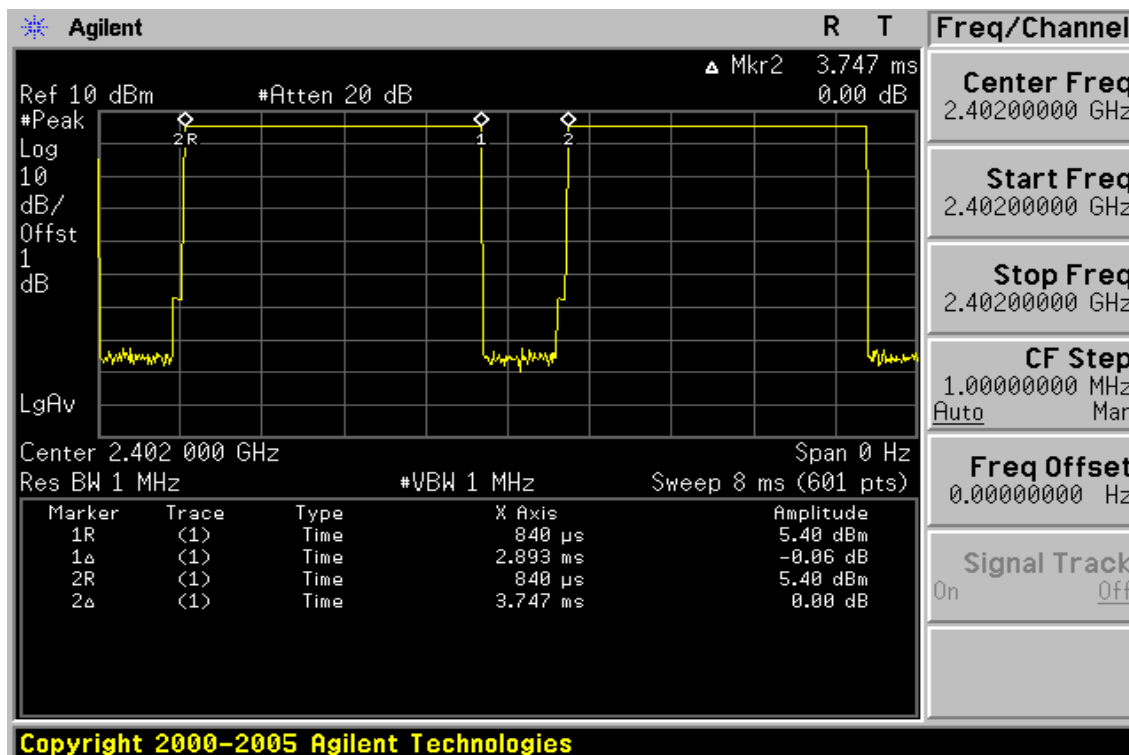 Agilent R T
Freq/Channel
Δ Mkr2 3.747 ms
Ref 10 dBm #Atten 20 dB 0.00 dB
#Peak
Log
10
dB/
Offst
1
dB
2R 1 2
LgAv
Center 2.402 000 GHz Span 0 Hz
Res BW 1 MHz #VBW 1 MHz Sweep 8 ms (601 pts)
Marker Trace Type X Axis Amplitude
1R (1) Time 840 µs 5.40 dBm
1Δ (1) Time 2.893 ms -0.06 dB
2R (1) Time 840 µs 5.40 dBm
2Δ (1) Time 3.747 ms 0.00 dB
Center Freq
2.40200000 GHz
Start Freq
2.40200000 GHz
Stop Freq
2.40200000 GHz
CF Step
1.00000000 MHz
Auto Man
Freq Offset
0.00000000 Hz
Signal Track
On Off
Copyright 2000-2005 Agilent Technologies